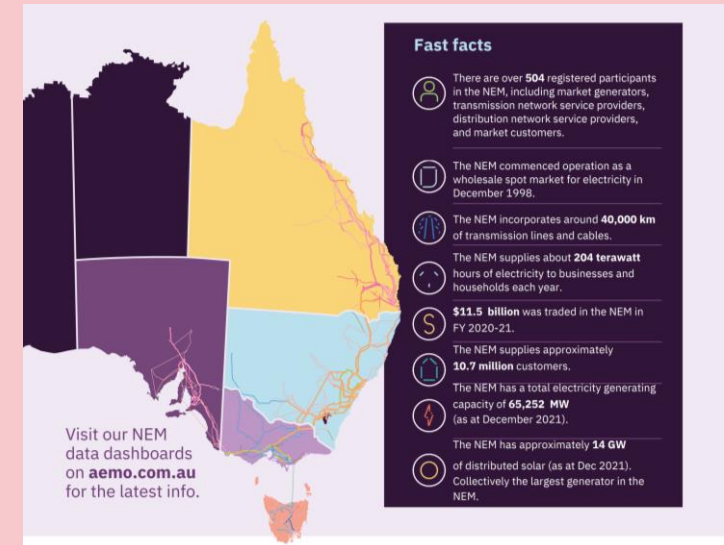 Fast facts
There are over 504 registered participants
in the NEM, including market generators,
transmission network service providers,
distribution network service providers,
and market customers.
The NEM commenced operation as a
wholesale spot market for electricity in
December 1998.
The NEM incorporates around 40,000 km
of transmission lines and cables.
The NEM supplies about 204 terawatt
hours of electricity to businesses and
households each year.
$11.5 billion was traded in the NEM in
FY 2020-21.
The NEM supplies approximately
10.7 million customers.
The NEM has a total electricity generating
capacity of 65,252 MW
(as at December 2021).
The NEM has approximately 14 GW
of distributed solar (as at Dec 2021).
Collectively the largest generator in the
NEM.
Visit our NEM
data dashboards
on aemo.com.au
for the latest info.